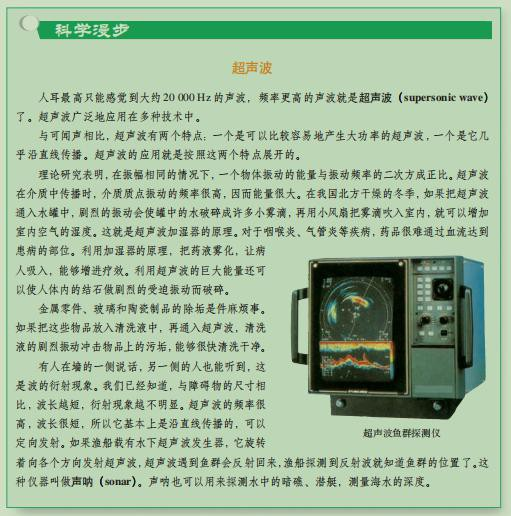 科学漫步
超声波
人耳最高只能感觉到大约 20 000 Hz 的声波，频率更高的声波就是超声波（supersonic wave）
了。超声波广泛地应用在多种技术中。
与可闻声相比，超声波有两个特点：一个是可以比较容易地产生大功率的超声波，一个是它几
乎沿直线传播。超声波的应用就是按照这两个特点展开的。
理论研究表明，在振幅相同的情况下，一个物体振动的能量与振动频率的二次方成正比。超声波
在介质中传播时，介质质点振动的频率很高，因而能量很大。在我国北方干燥的冬季，如果把超声波
通入水罐中，剧烈的振动会使罐中的水破碎成许多小雾滴，再用小风扇把雾滴吹入室内，就可以增加
室内空气的湿度。这就是超声波加湿器的原理。对于咽喉炎、气管炎等疾病，药品很难通过血流达到
患病的部位。利用加湿器的原理，把药液雾化，让病
人吸入，能够增进疗效。利用超声波的巨大能量还可
以使人体内的结石做剧烈的受迫振动而破碎。
金属零件、玻璃和陶瓷制品的除垢是件麻烦事。
如果把这些物品放入清洗液中，再通入超声波，清洗
液的剧烈振动冲击物品上的污垢，能够很快清洗干净。
有人在墙的一侧说话，另一侧的人也能听到，这
是波的衍射现象。我们已经知道，与障碍物的尺寸相
比，波长越短，衍射现象越不明显。超声波的频率很
高，波长很短，所以它基本上是沿直线传播的，可以
定向发射。如果渔船载有水下超声波发生器，它旋转
着向各个方向发射超声波，超声波遇到鱼群会反射回来，渔船探测到反射波就知道鱼群的位置了。这
种仪器叫做声呐（sonar）。声呐也可以用来探测水中的暗礁、潜艇，测量海水的深度。
超声波鱼群探测仪